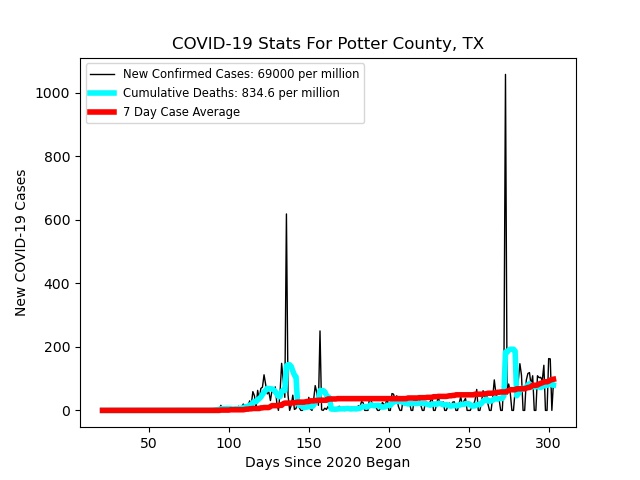 COVID-19 Stats For Potter County, TX
New Confirmed Cases: 69000 per million
Cumulative Deaths: 834.6 per million
7 Day Case Average
New COVID-19 Cases
1000
800
600
400
200
0
50 100 150 200 250 300
Days Since 2020 Began